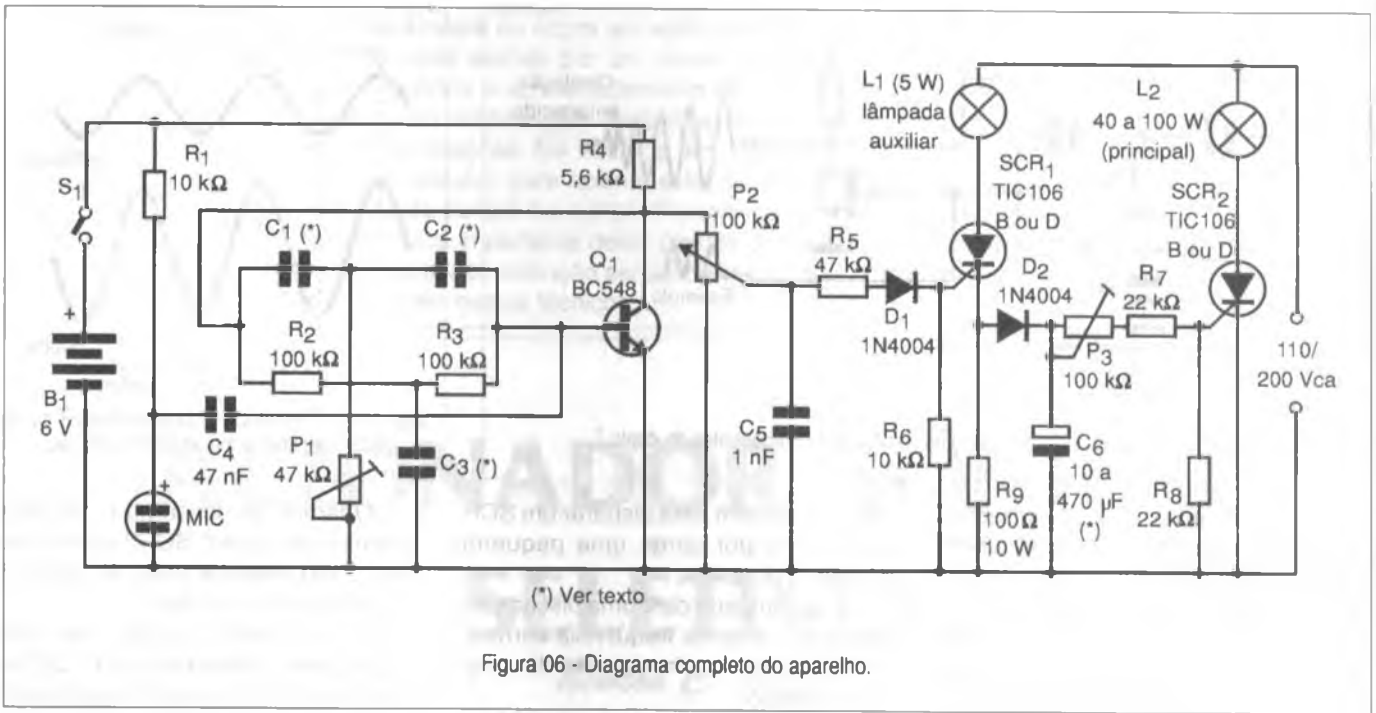 S1
+
B1
6 V
R1
10 kΩ
C1 (*)
C2 (*)
R2
100 kΩ
R3
100 kΩ
C4
47 nF
P1
47 kΩ
C3 (*)
+
MIC
R4
5,6 kΩ
Q1
BC548
P2
100 kΩ
R5
47 kΩ
D1
1N4004
C5
1 nF
R6
10 kΩ
L1 (5 W)
lâmpada
auxiliar
SCR1
TIC106
B ou D
D2
1N4004
R9
100Ω
10 W
P3
100 kΩ
R7
22 kΩ
C6
10 a
470 µF
(*)
R8
22 kΩ
L2
40 a 100 W
(principal)
SCR2
TIC106
B ou D
110/
200 Vca
(*) Ver texto
Figura 06 - Diagrama completo do aparelho.